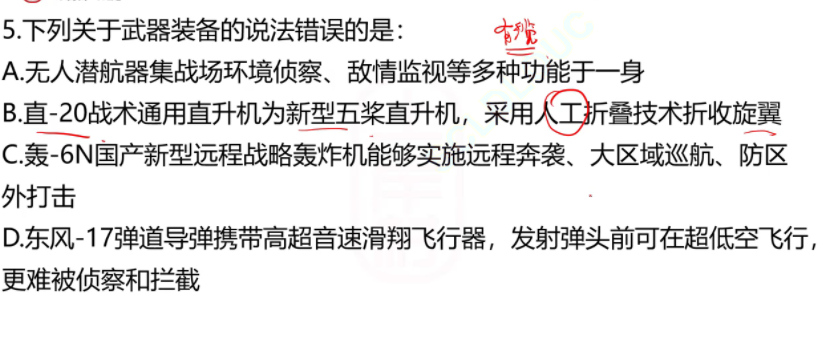 5.下列关于武器装备的说法错误的是：
A.无人潜航器集战场环境侦察、敌情监视等多种功能于一身
B.直-20战术通用直升机为新型五桨直升机，采用人工折叠技术折收旋翼
C.轰-6N国产新型远程战略轰炸机能够实施远程奔袭、大区域巡航、防区
外打击
D.东风-17弹道导弹携带高超音速滑翔飞行器，发射弹头前可在超低空飞行，
更难被侦察和拦截